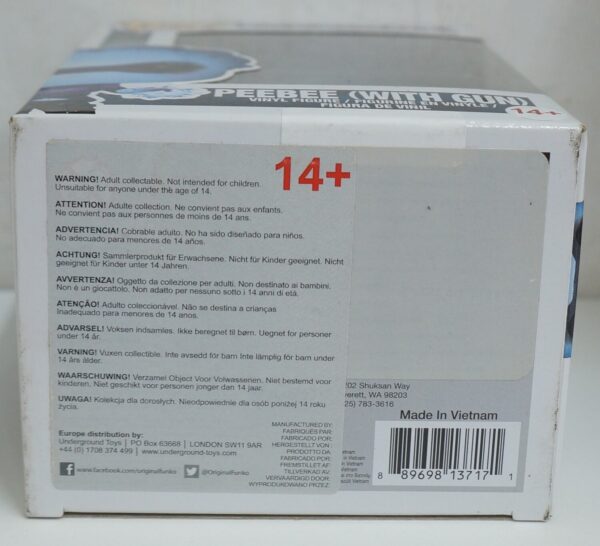 PEEBEE (WITH GUN)
VINYL FIGURE / FIGURINE EN VINYLE /
FIGURA DE VINIL
14+
14+
WARNING! Adult collectable. Not intended for children.
Unsuitable for anyone under the age of 14.
ATTENTION! Adulte collection. Ne convient pas aux enfants.
Ne convient pas aux personnes de moins de 14 ans.
ADVERTENCIA! Cobrable adulto. No ha sido diseñado para niños.
No adecuado para menores de 14 años.
ACHTUNG! Sammlerprodukt für Erwachsene. Nicht für Kinder geeignet. Nicht
geeignet für Kinder unter 14 Jahren.
AVVERTENZA! Oggetto da collezione per adulti. Non destinato ai bambini.
Non è un giocattolo. Non adatto per nessuno sotto i 14 anni di età.
ATENÇÃO! Adulto coleccionável. Não se destina a crianças
Inadequado para menores de 14 anos.
ADVARSEL! Voksen indsamles. Ikke beregnet til børn. Uegnet for personer
under 14 år.
VARNING! Vuxen collectible. Inte avsedd för barn Inte lämplig för barn under
14 års ålder.
WAARSCHUWING! Verzamel Object Voor Volwassenen. Niet bestemd voor
kinderen. Niet geschikt voor personen jonger dan 14 jaar.
UWAGA! Kolekcja dla dorosłych. Nieodpowiednie dla osób poniżej 14 roku
życia.
Europe distribution by:
Underground Toys | PO Box 63668 | LONDON SW11 9AR
+44 (0) 1708 374 499 | www.underground-toys.com
www.facebook.com/originalfunko
@OriginalFunko
MANUFACTURED BY:
FABRIQUÉS PAR:
FABRICADO POR:
HERGESTELLT VON:
PRODOTTO DA:
FABRICADO POR:
FREMSTILLET AF:
TILLVERKAD AV:
VERVAARDIGD DOOR:
WYPRODUKOWANO PRZEZ:
202 Shuksan Way
verett, WA 98203
25) 783-3616
Made In Vietnam
8 89698 13717 1